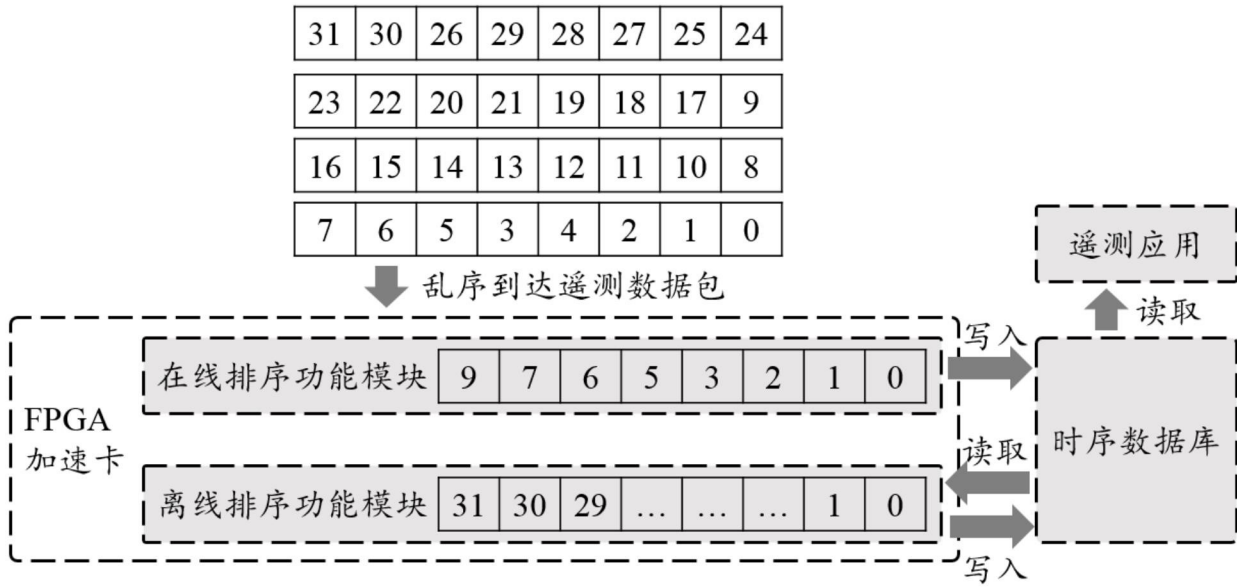 31 30 26 29 28 27 25 24
23 22 20 21 19 18 17 9
16 15 14 13 12 11 10 8
7 6 5 3 4 2 1 0
乱序到达遥测数据包
遥测应用
读取
FPGA
加速卡
在线排序功能模块 9 7 6 5 3 2 1 0
写入
离线排序功能模块 31 30 29 … … … 1 0
读取
写入
时序数据库